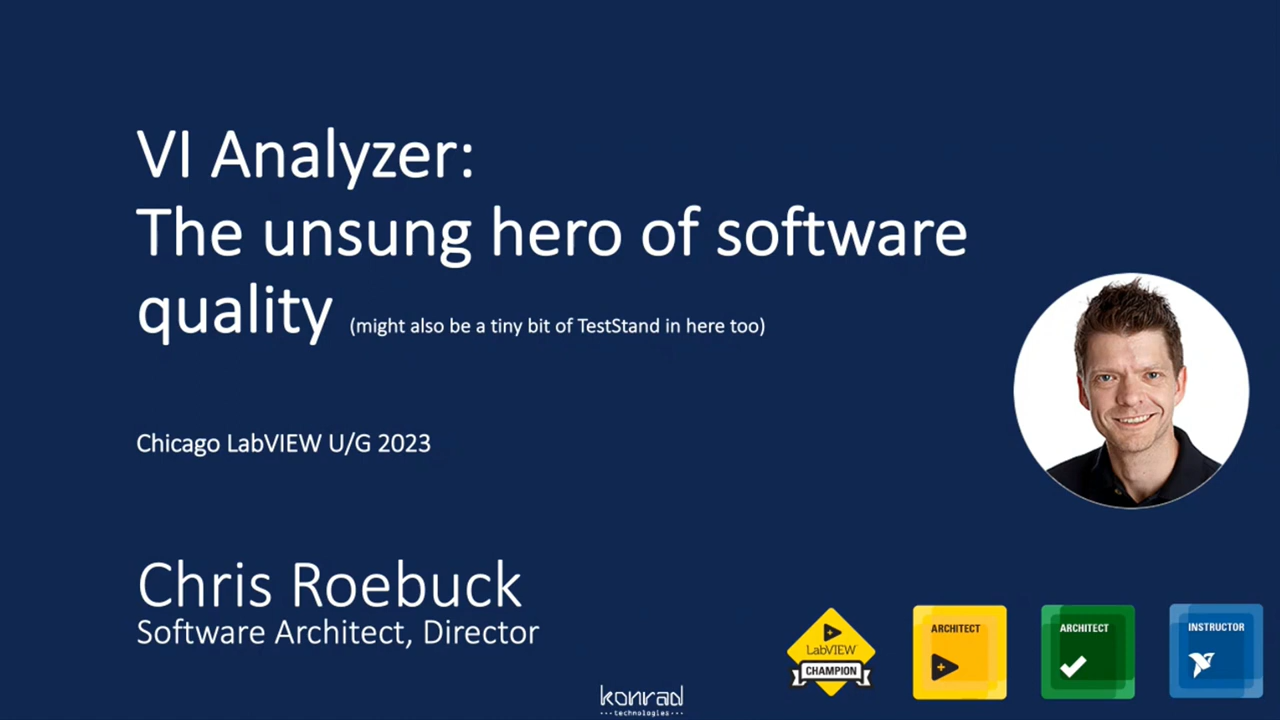 VI Analyzer:
The unsung hero of software
quality (might also be a tiny bit of TestStand in here too)
Chicago LabVIEW U/G 2023
Chris Roebuck
Software Architect, Director
LabVIEW
CHAMPION
ARCHITECT
ARCHITECT
INSTRUCTOR
konrad
technologies